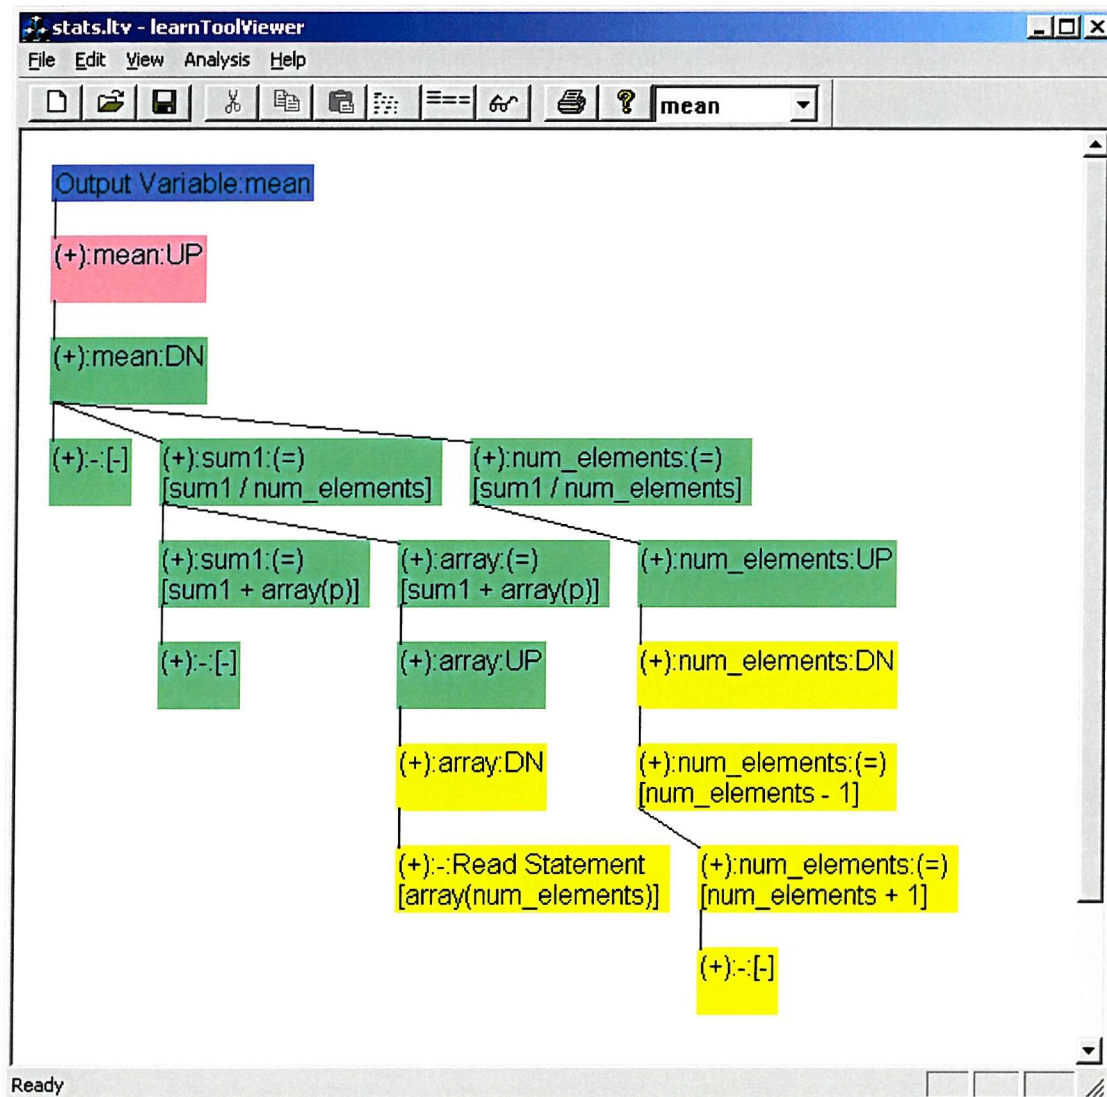 stats.ltv - learnToolViewer
File Edit View Analysis Help
mean
Output Variable:mean
(+):mean:UP
(+):mean:DN
(+):-:[-]
(+):sum1:(=)
[sum1 / num_elements]
(+):num_elements:(=)
[sum1 / num_elements]
(+):sum1:(=)
[sum1 + array(p)]
(+):array:(=)
[sum1 + array(p)]
(+):num_elements:UP
(+):-:[-]
(+):array:UP
(+):num_elements:DN
(+):array:DN
(+):num_elements:(=)
[num_elements - 1]
(+):-:Read Statement
[array(num_elements)]
(+):num_elements:(=)
[num_elements + 1]
(+):-:[-]
Ready